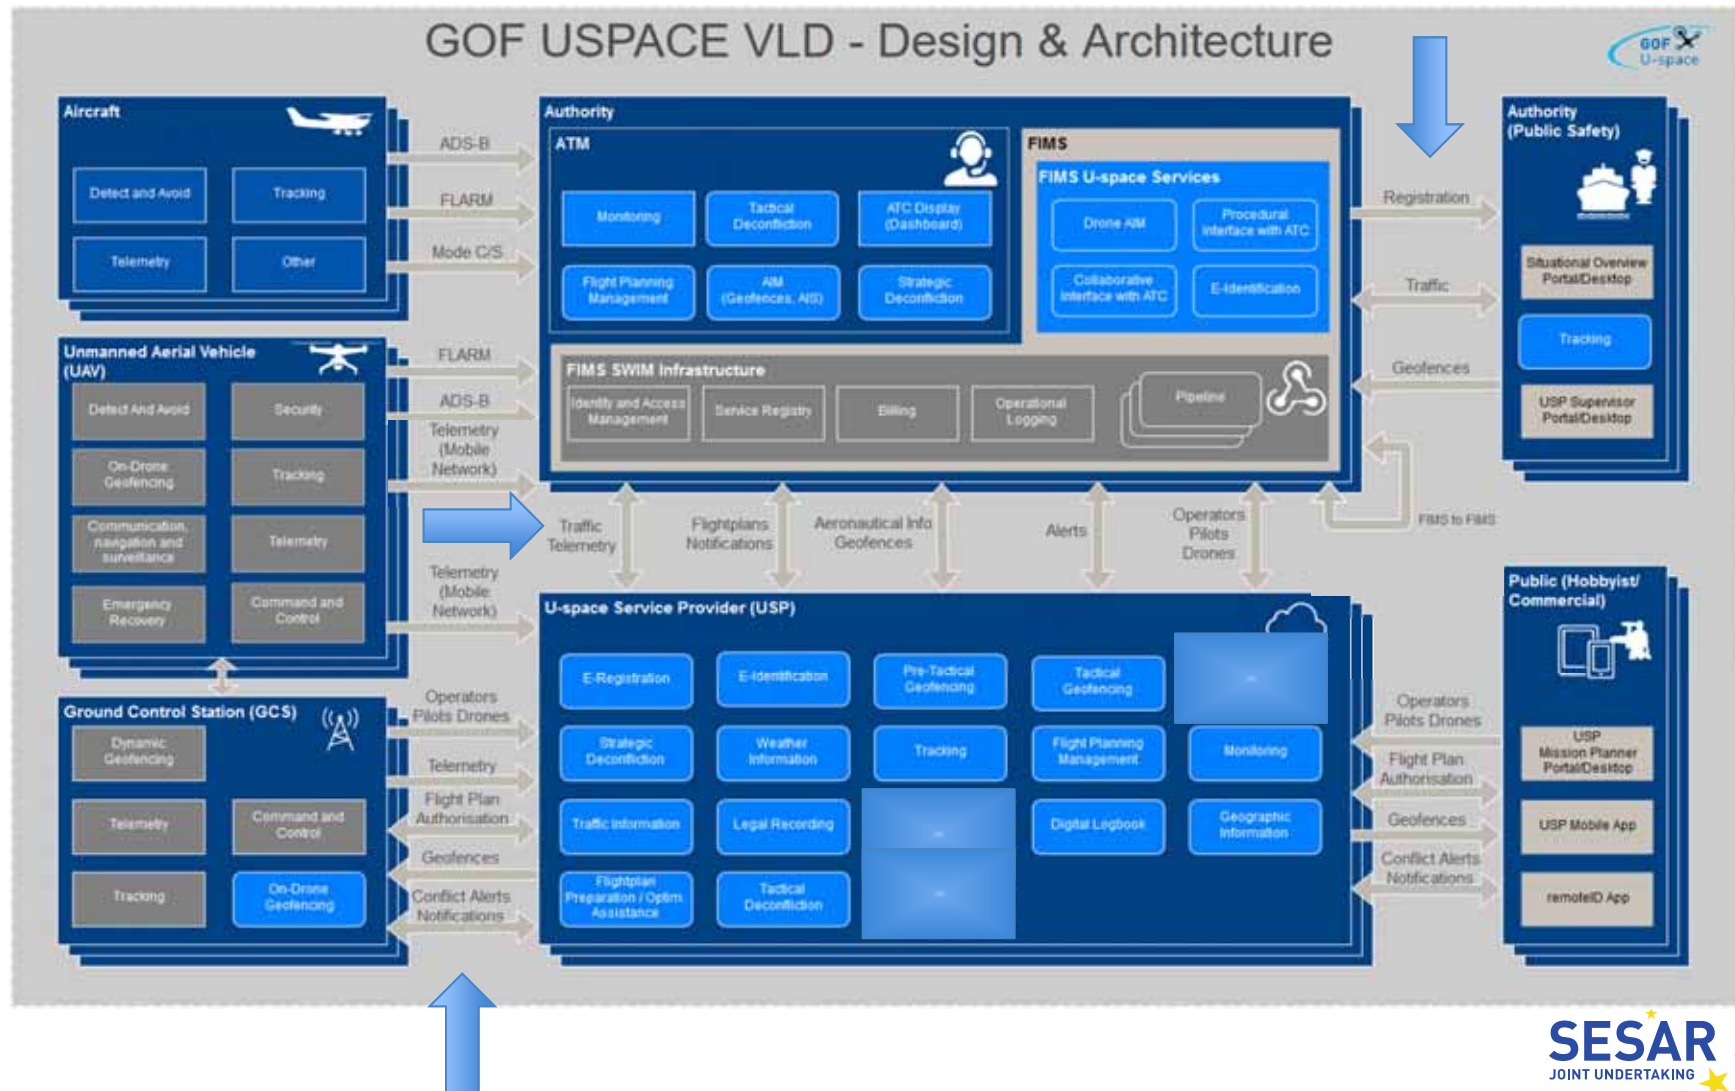 GOF USPACE VLD - Design & Architecture
GOF
U-space
Aircraft
Detect and Avoid
Tracking
Telemetry
Other
ADS-B
FLARM
Mode C/S
Authority
ATM
Monitoring
Tactical
Deconfliction
ATC Display
(Dashboard)
Flight Planning
Management
AIM
(Geofences, AIS)
Strategic
Deconfliction
FIMS
FIMS U-space Services
Drone AIM
Procedural
Interface with ATC
Collaborative
Interface with ATC
E-Identification
FIMS SWIM Infrastructure
Identity and Access
Management
Service Registry
Billing
Operational
Logging
Pipeline
Registration
Traffic
Geofences
Authority
(Public Safety)
Situational Overview
Portal/Desktop
Tracking
USP Supervisor
Portal/Desktop
Unmanned Aerial Vehicle
(UAV)
Detect And Avoid
Security
On-Drone
Geofencing
Tracking
Communication,
navigation and
surveillance
Telemetry
Emergency
Recovery
Command and
Control
FLARM
ADS-B
Telemetry
(Mobile
Network)
Telemetry
(Mobile
Network)
Traffic
Telemetry
Flightplans
Notifications
Aeronautical Info
Geofences
Alerts
Operators
Pilots
Drones
FIMS to FIMS
Ground Control Station (GCS)
Dynamic
Geofencing
Telemetry
Command and
Control
Tracking
On-Drone
Geofencing
Operators
Pilots Drones
Telemetry
Flight Plan
Authorisation
Geofences
Conflict Alerts
Notifications
U-space Service Provider (USP)
E-Registration
E-Identification
Pre-Tactical
Geofencing
Tactical
Geofencing
Strategic
Deconfliction
Weather
Information
Tracking
Flight Planning
Management
Monitoring
Traffic Information
Legal Recording
Digital Logbook
Geographic
Information
Flightplan
Preparation / Optim
Assistance
Tactical
Deconfliction
Operators
Pilots Drones
Flight Plan
Authorisation
Geofences
Conflict Alerts
Notifications
Public (Hobbyist/
Commercial)
USP
Mission Planner
Portal/Desktop
USP Mobile App
remoteID App
SESAR
JOINT UNDERTAKING